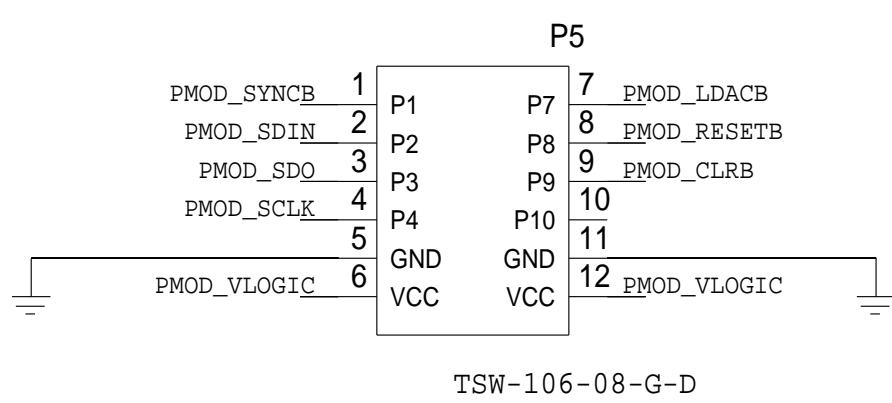 P5
PMOD_SYNCB 1 P1 P7 7 PMOD_LDACB
PMOD_SDIN 2 P2 P8 8 PMOD_RESETB
PMOD_SDO 3 P3 P9 9 PMOD_CLRB
PMOD_SCLK 4 P4 P10 10
5 GND GND 11
PMOD_VLOGIC 6 VCC VCC 12 PMOD_VLOGIC
TSW-106-08-G-D